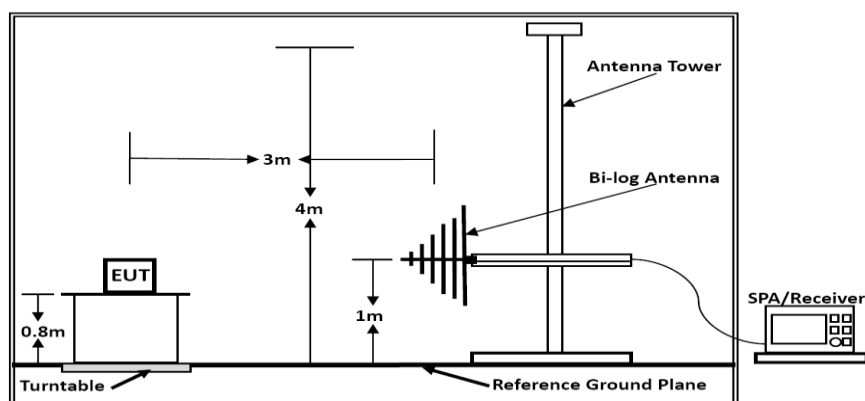 Antenna Tower
3m
Bi-log Antenna
4m
EUT
SPA/Receiver
0.8m
1m
Turntable
Reference Ground Plane